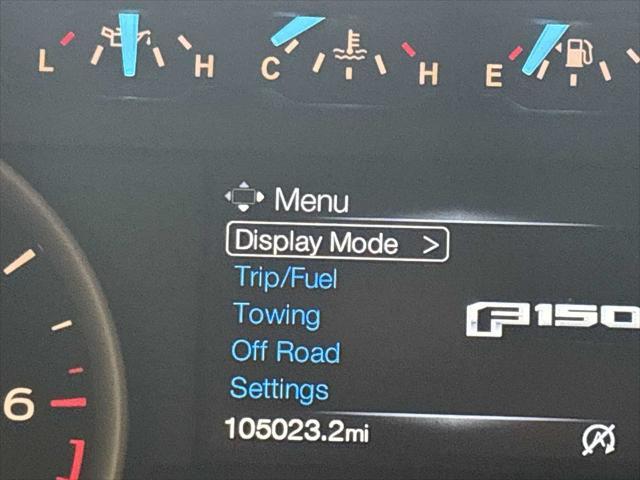 L H C H E
Menu
Display Mode >
Trip/Fuel
Towing
F150
Off Road
Settings
6
105023.2mi